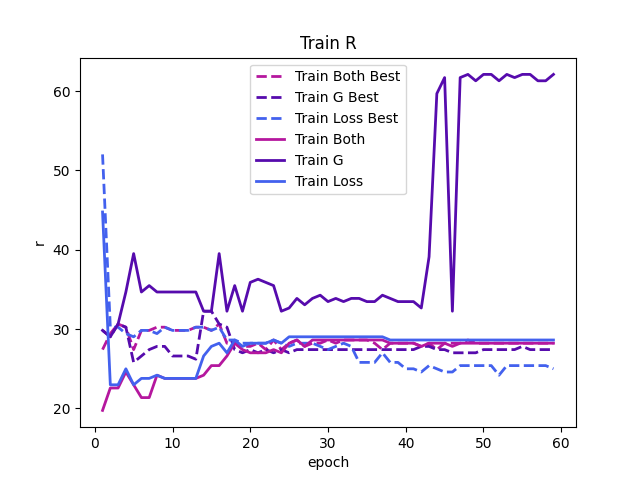 Train R
Train Both Best
Train G Best
Train Loss Best
Train Both
Train G
Train Loss
r
60
50
40
30
20
0 10 20 30 40 50 60
epoch